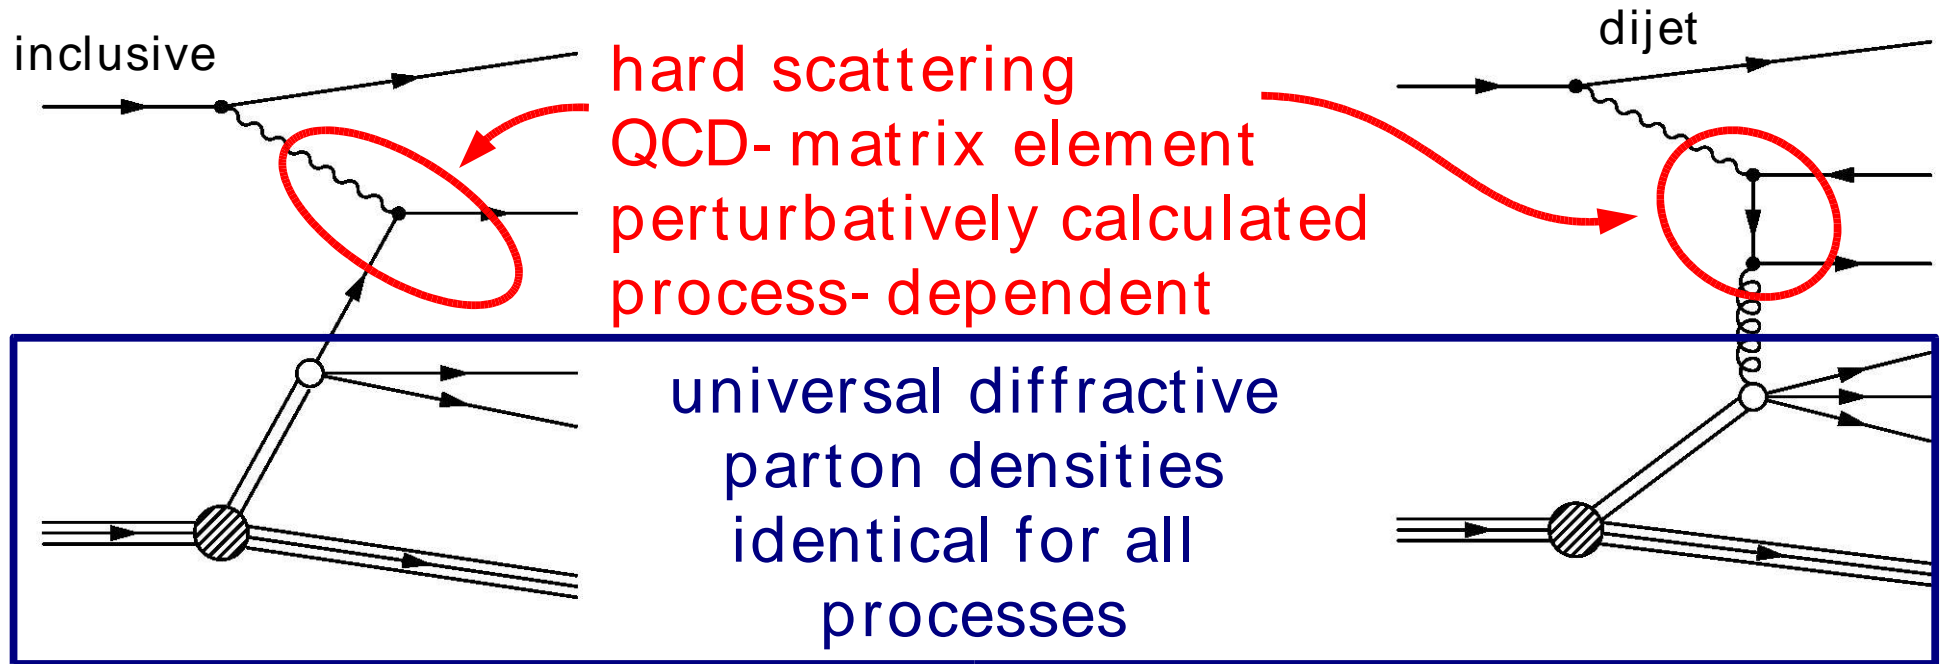 inclusive
dijet
hard scattering
QCD- matrix element
perturbatively calculated
process- dependent
universal diffractive
parton densities
identical for all
processes